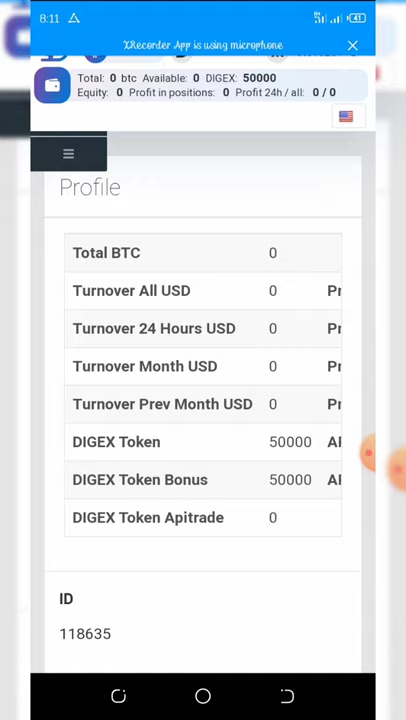 8:11
41
XRecorder App is using microphone
Total: 0 btc Available: 0 DIGEX: 50000
Equity: 0 Profit in positions: 0 Profit 24h / all: 0 / 0
Profile
Total BTC 0
Turnover All USD 0 Pr
Turnover 24 Hours USD 0 Pr
Turnover Month USD 0 Pr
Turnover Prev Month USD 0 Pr
DIGEX Token 50000 AP
DIGEX Token Bonus 50000 AP
DIGEX Token Apitrade 0
ID
118635